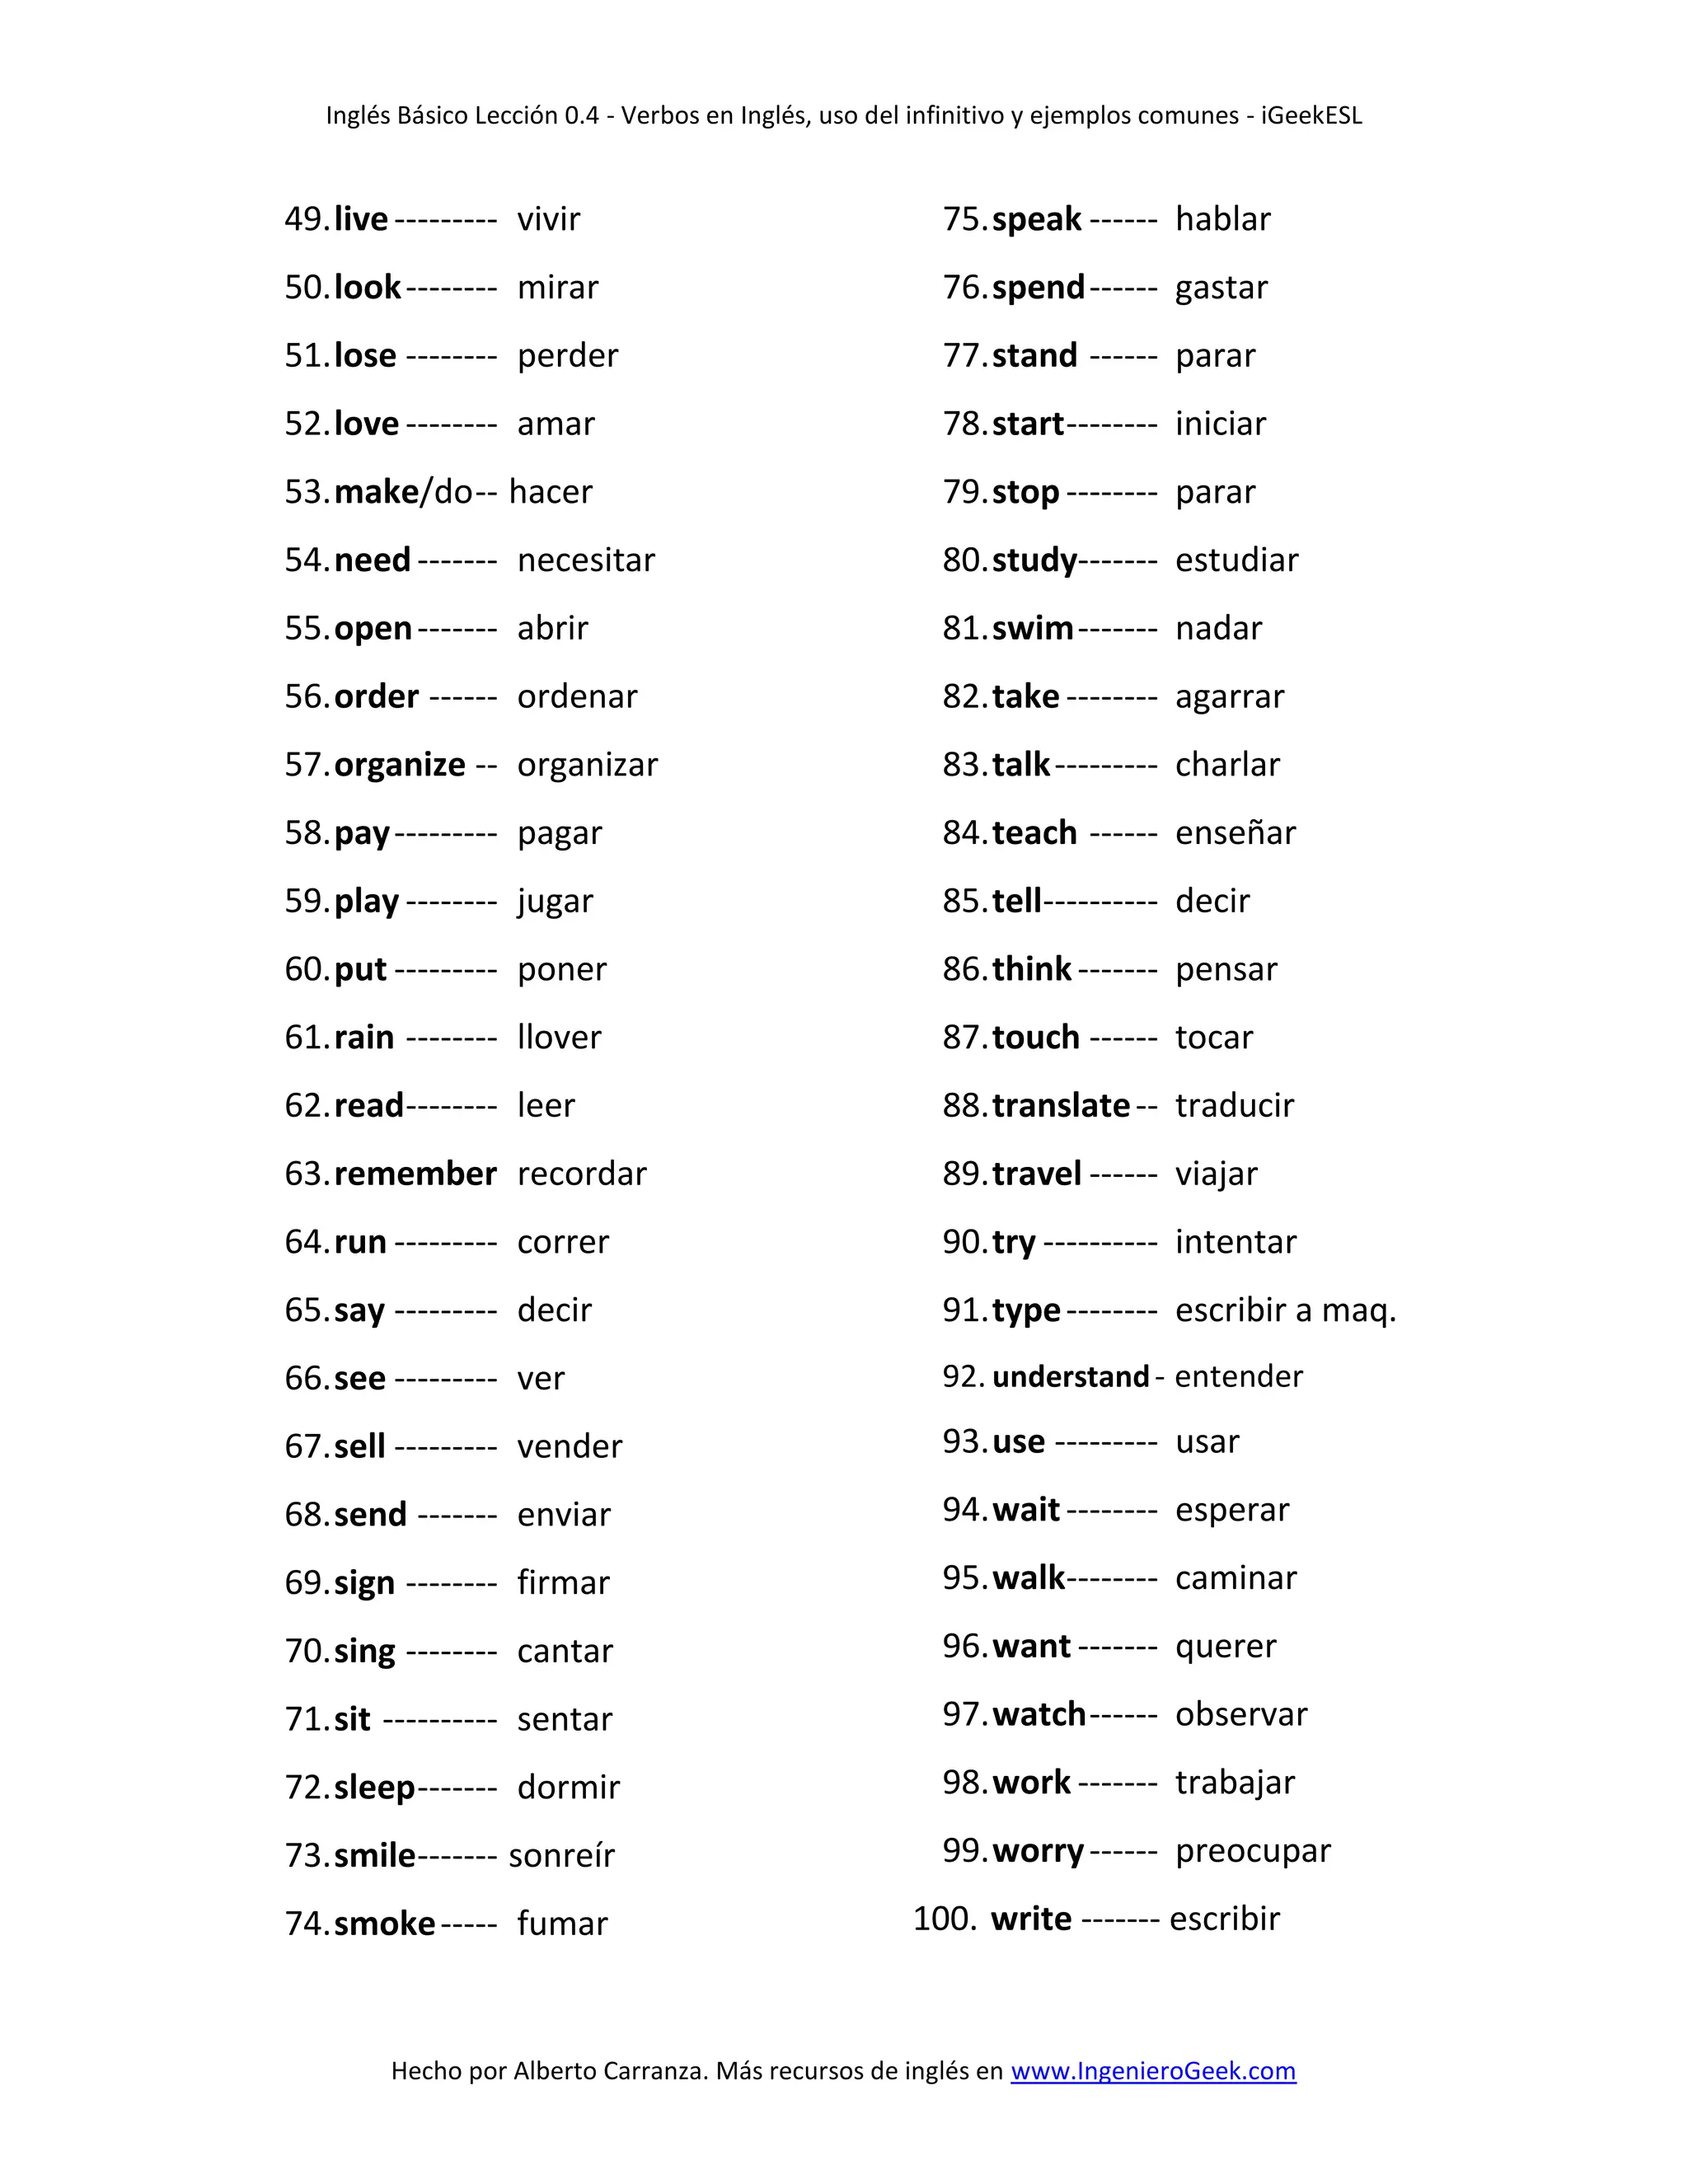 Inglés Básico Lección 0.4 - Verbos en Inglés, uso del infinitivo y ejemplos comunes - iGeekESL
49. live --------- vivir
50. look -------- mirar
51. lose -------- perder
52. love -------- amar
53. make/do -- hacer
54. need ------- necesitar
55. open ------- abrir
56. order ------ ordenar
57. organize -- organizar
58. pay --------- pagar
59. play -------- jugar
60. put --------- poner
61. rain -------- llover
62. read-------- leer
63. remember recordar
64. run --------- correr
65. say --------- decir
66. see --------- ver
67. sell --------- vender
68. send ------- enviar
69. sign -------- firmar
70. sing -------- cantar
71. sit ---------- sentar
72. sleep------- dormir
73. smile------- sonreír
74. smoke ----- fumar
75. speak ------ hablar
76. spend ------ gastar
77. stand ------ parar
78. start-------- iniciar
79. stop -------- parar
80. study------- estudiar
81. swim ------- nadar
82. take -------- agarrar
83. talk --------- charlar
84. teach ------ enseñar
85. tell---------- decir
86. think ------- pensar
87. touch ------ tocar
88. translate -- traducir
89. travel ------ viajar
90. try ---------- intentar
91. type -------- escribir a maq.
92. understand - entender
93. use --------- usar
94. wait -------- esperar
95. walk-------- caminar
96. want ------- querer
97. watch------ observar
98. work ------- trabajar
99. worry ------ preocupar
100. write ------- escribir
Hecho por Alberto Carranza. Más recursos de inglés en www.IngenieroGeek.com